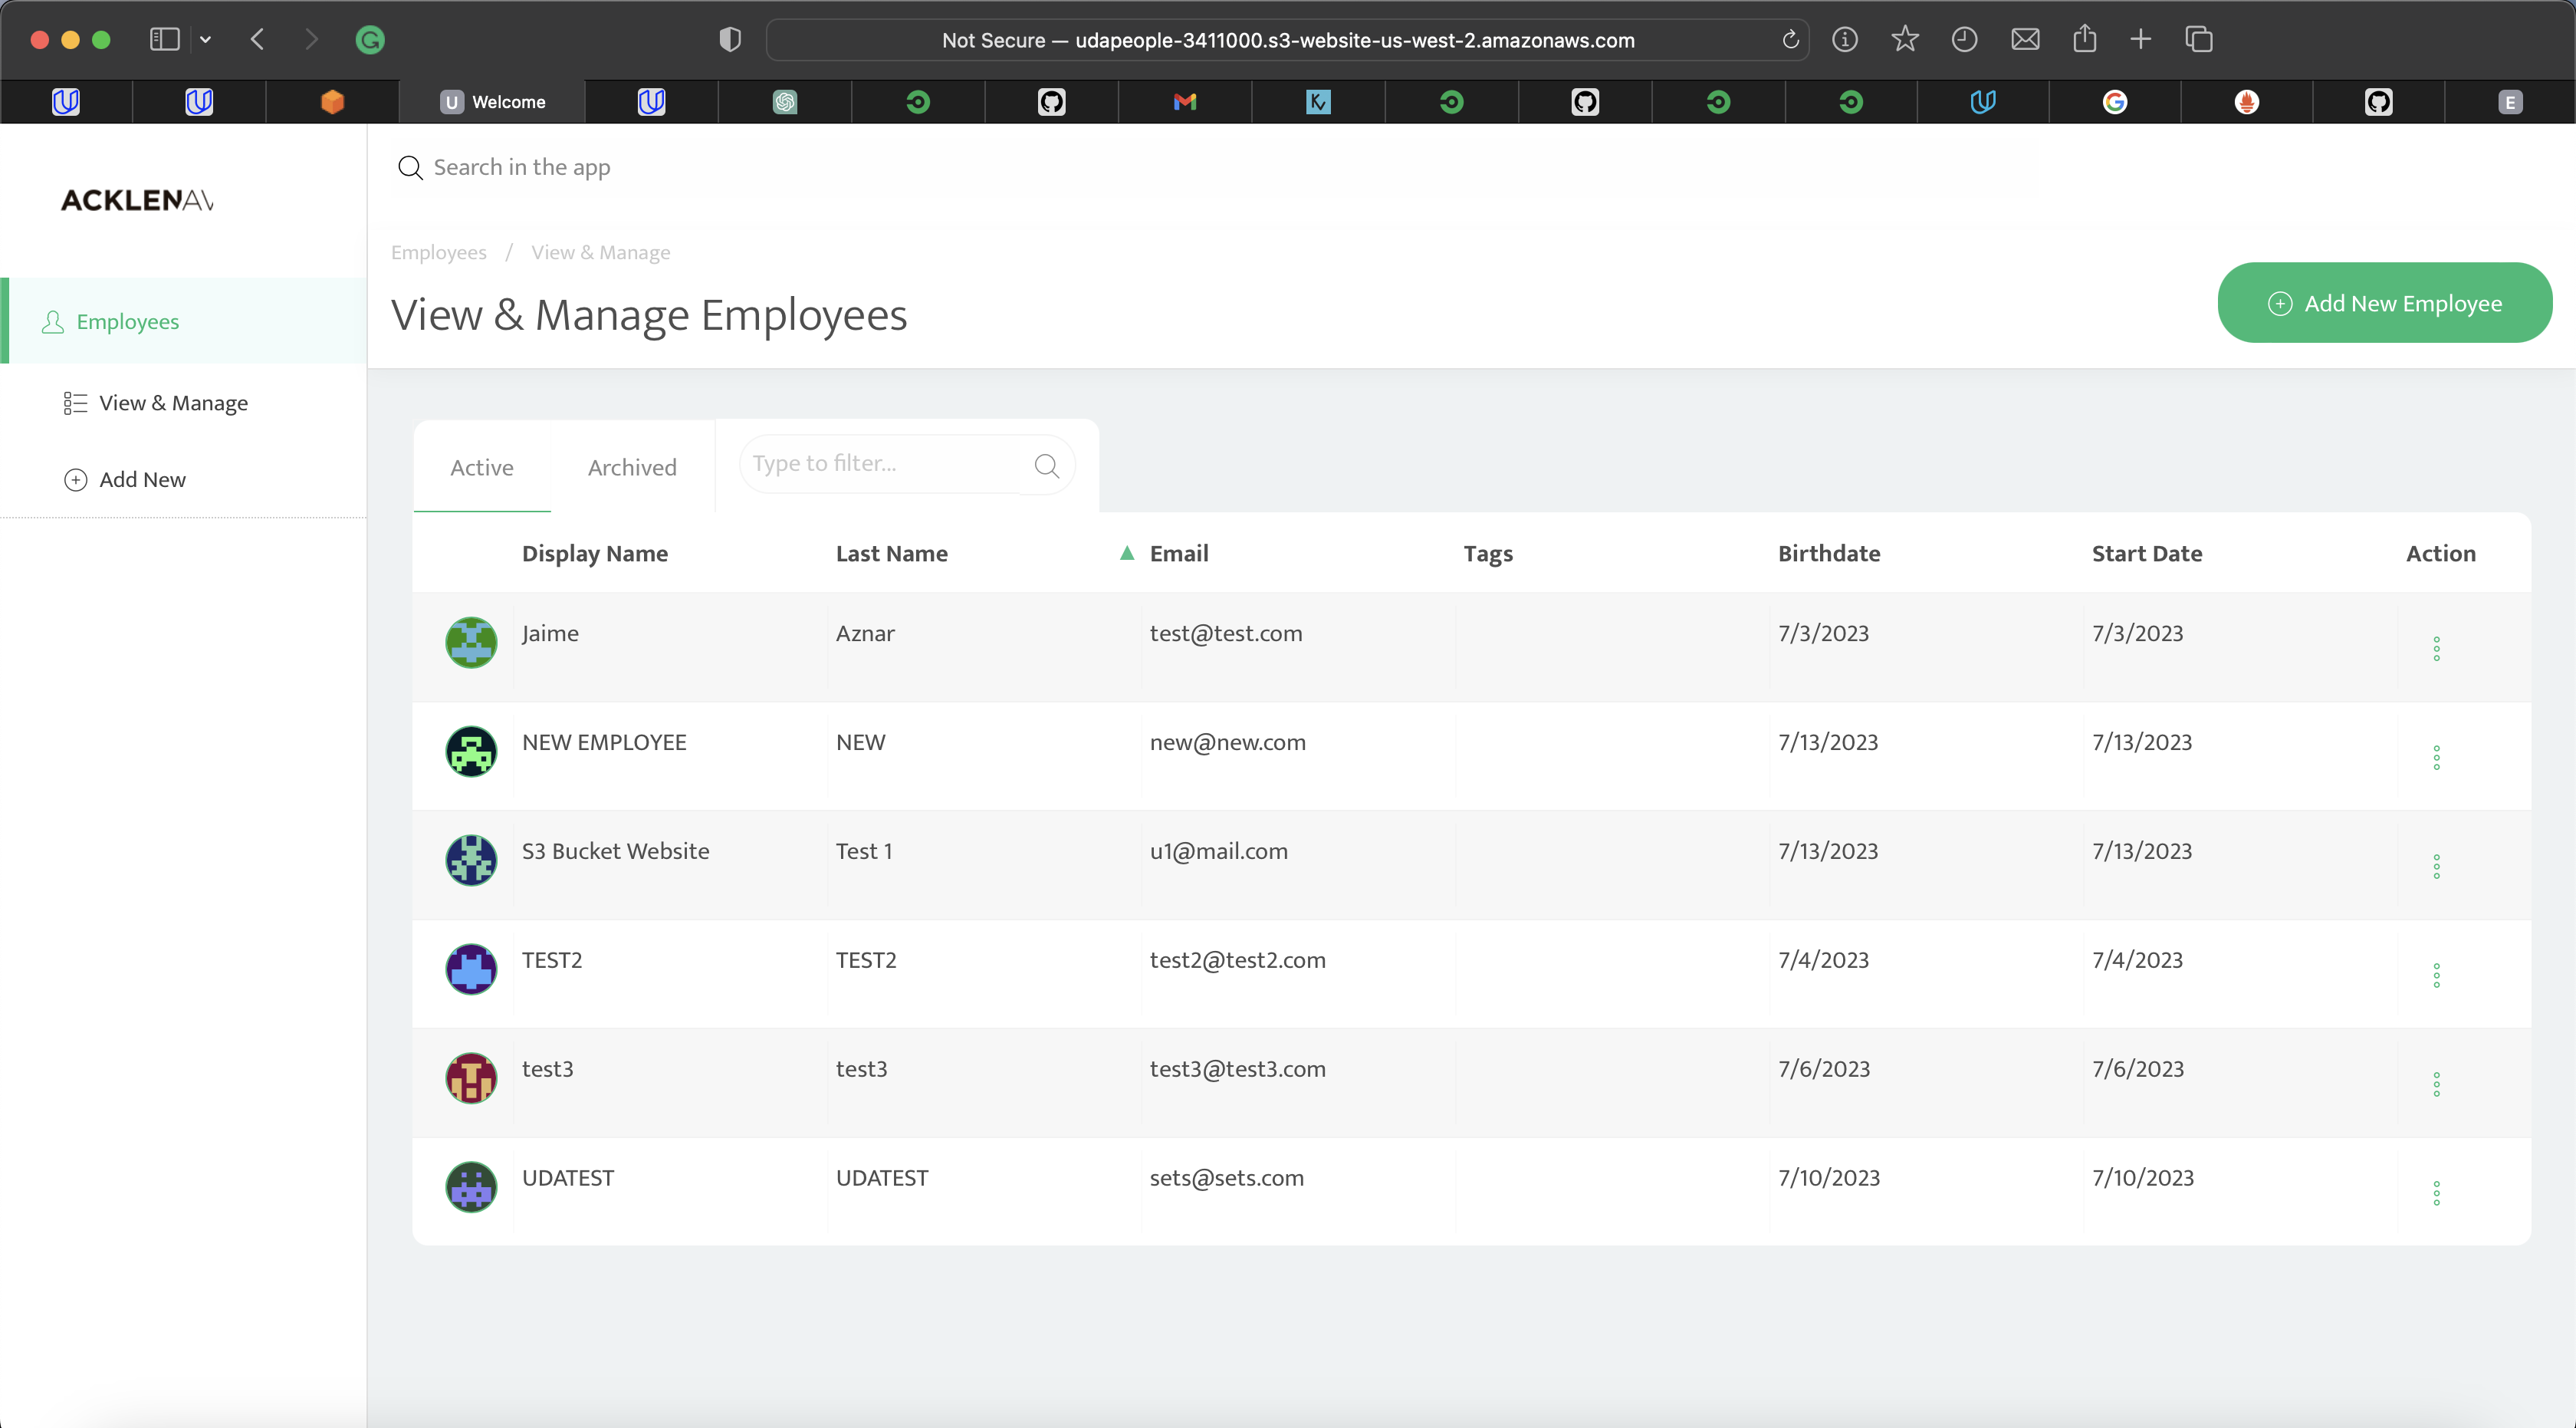 Not Secure — udapeople-3411000.s3-website-us-west-2.amazonaws.com
U Welcome
E
ACKLENAV
Search in the app
Employees / View & Manage
View & Manage Employees
Add New Employee
Employees
View & Manage
Add New
Active Archived Type to filter...
Display Name Last Name Email Tags Birthdate Start Date Action
Jaime Aznar test@test.com 7/3/2023 7/3/2023
NEW EMPLOYEE NEW new@new.com 7/13/2023 7/13/2023
S3 Bucket Website Test 1 u1@mail.com 7/13/2023 7/13/2023
TEST2 TEST2 test2@test2.com 7/4/2023 7/4/2023
test3 test3 test3@test3.com 7/6/2023 7/6/2023
UDATEST UDATEST sets@sets.com 7/10/2023 7/10/2023